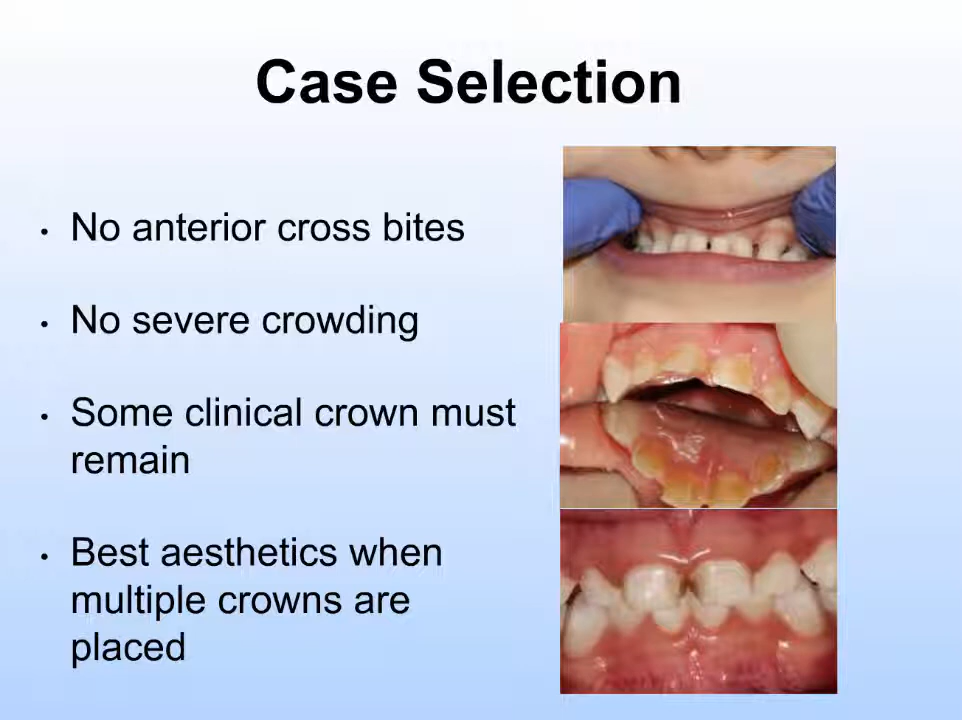 Case Selection
• No anterior cross bites
• No severe crowding
• Some clinical crown must
remain
• Best aesthetics when
multiple crowns are
placed